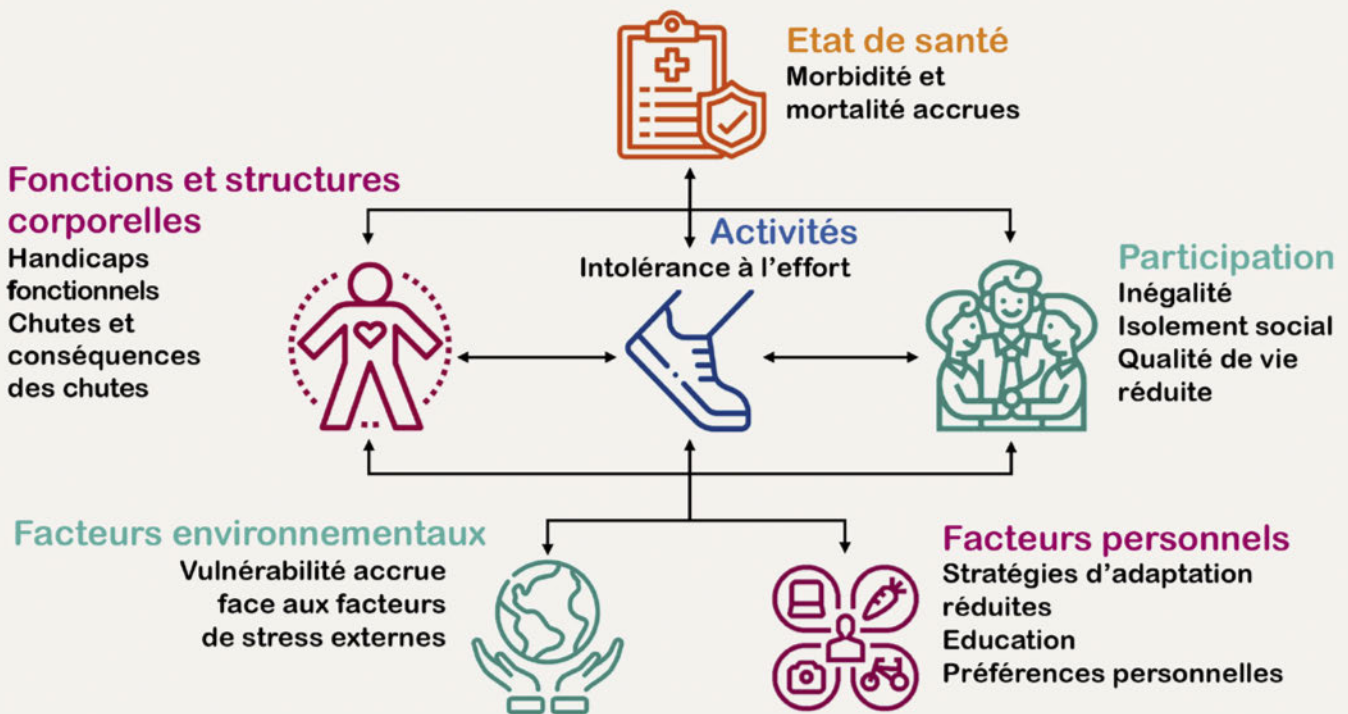 Etat de santé
Morbidité et
mortalité accrues
Fonctions et structures
corporelles
Handicaps
fonctionnels
Chutes et
conséquences
des chutes
Activités
Intolérance à l'effort
Participation
Inégalité
Isolement social
Qualité de vie
réduite
Facteurs environnementaux
Vulnérabilité accrue
face aux facteurs
de stress externes
Facteurs personnels
Stratégies d'adaptation
réduites
Education
Préférences personnelles